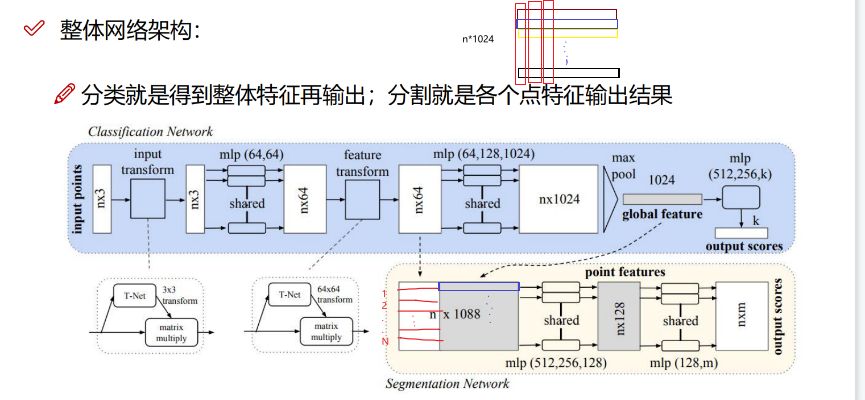 整体网络架构：
n*1024
分类就是得到整体特征再输出；分割就是各个点特征输出结果
Classification Network
input points
nx3
input
transform
nx3
mlp (64,64)
shared
nx64
feature
transform
nx64
mlp (64,128,1024)
shared
nx1024
max
pool
1024
global feature
mlp
(512,256,k)
k
output scores
T-Net
3x3
transform
matrix
multiply
T-Net
64x64
transform
matrix
multiply
1
2
N
n x 1088
point features
shared
mlp (512,256,128)
nx128
shared
mlp (128,m)
nxm
output scores
Segmentation Network